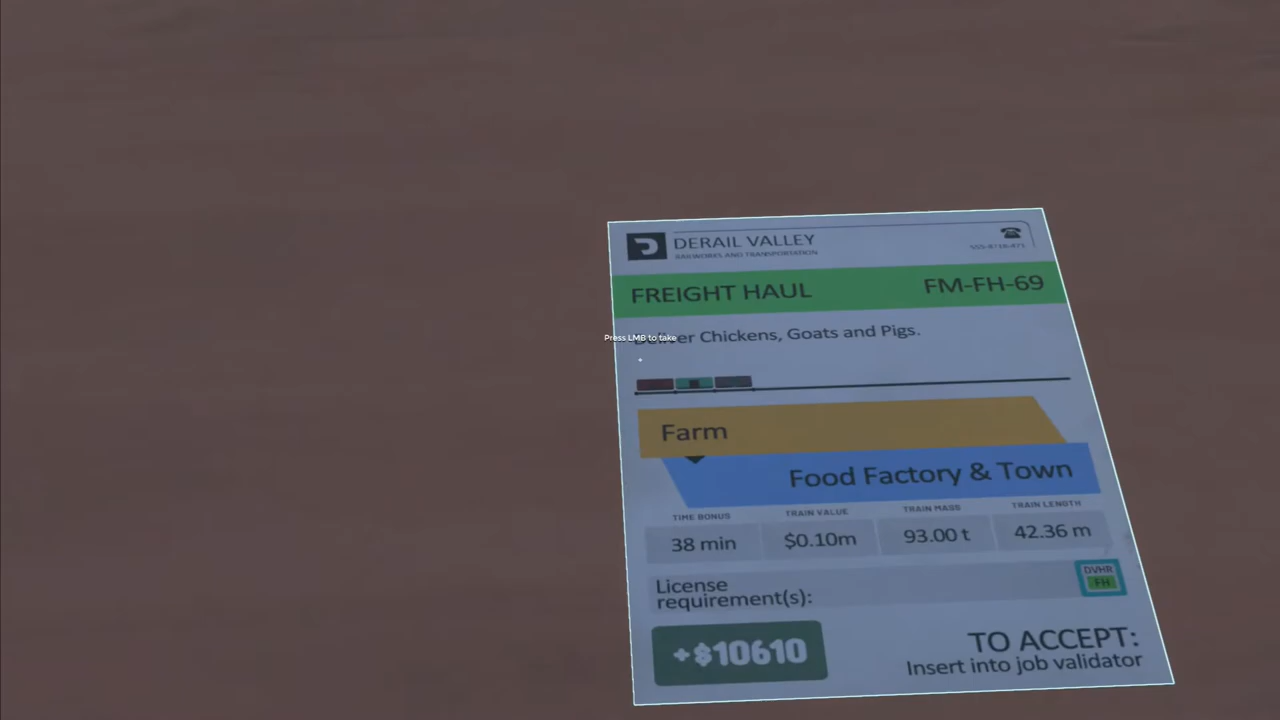 DERAIL VALLEY
RAILWORKS AND TRANSPORTATION
FREIGHT HAUL FM-FH-69
Deliver Chickens, Goats and Pigs.
Press LMB to take
Farm
Food Factory & Town
TIME BONUS TRAIN VALUE TRAIN MASS TRAIN LENGTH
38 min $0.10m 93.00 t 42.36 m
License
requirement(s):
DVHR
FH
+$10610
TO ACCEPT:
Insert into job validator